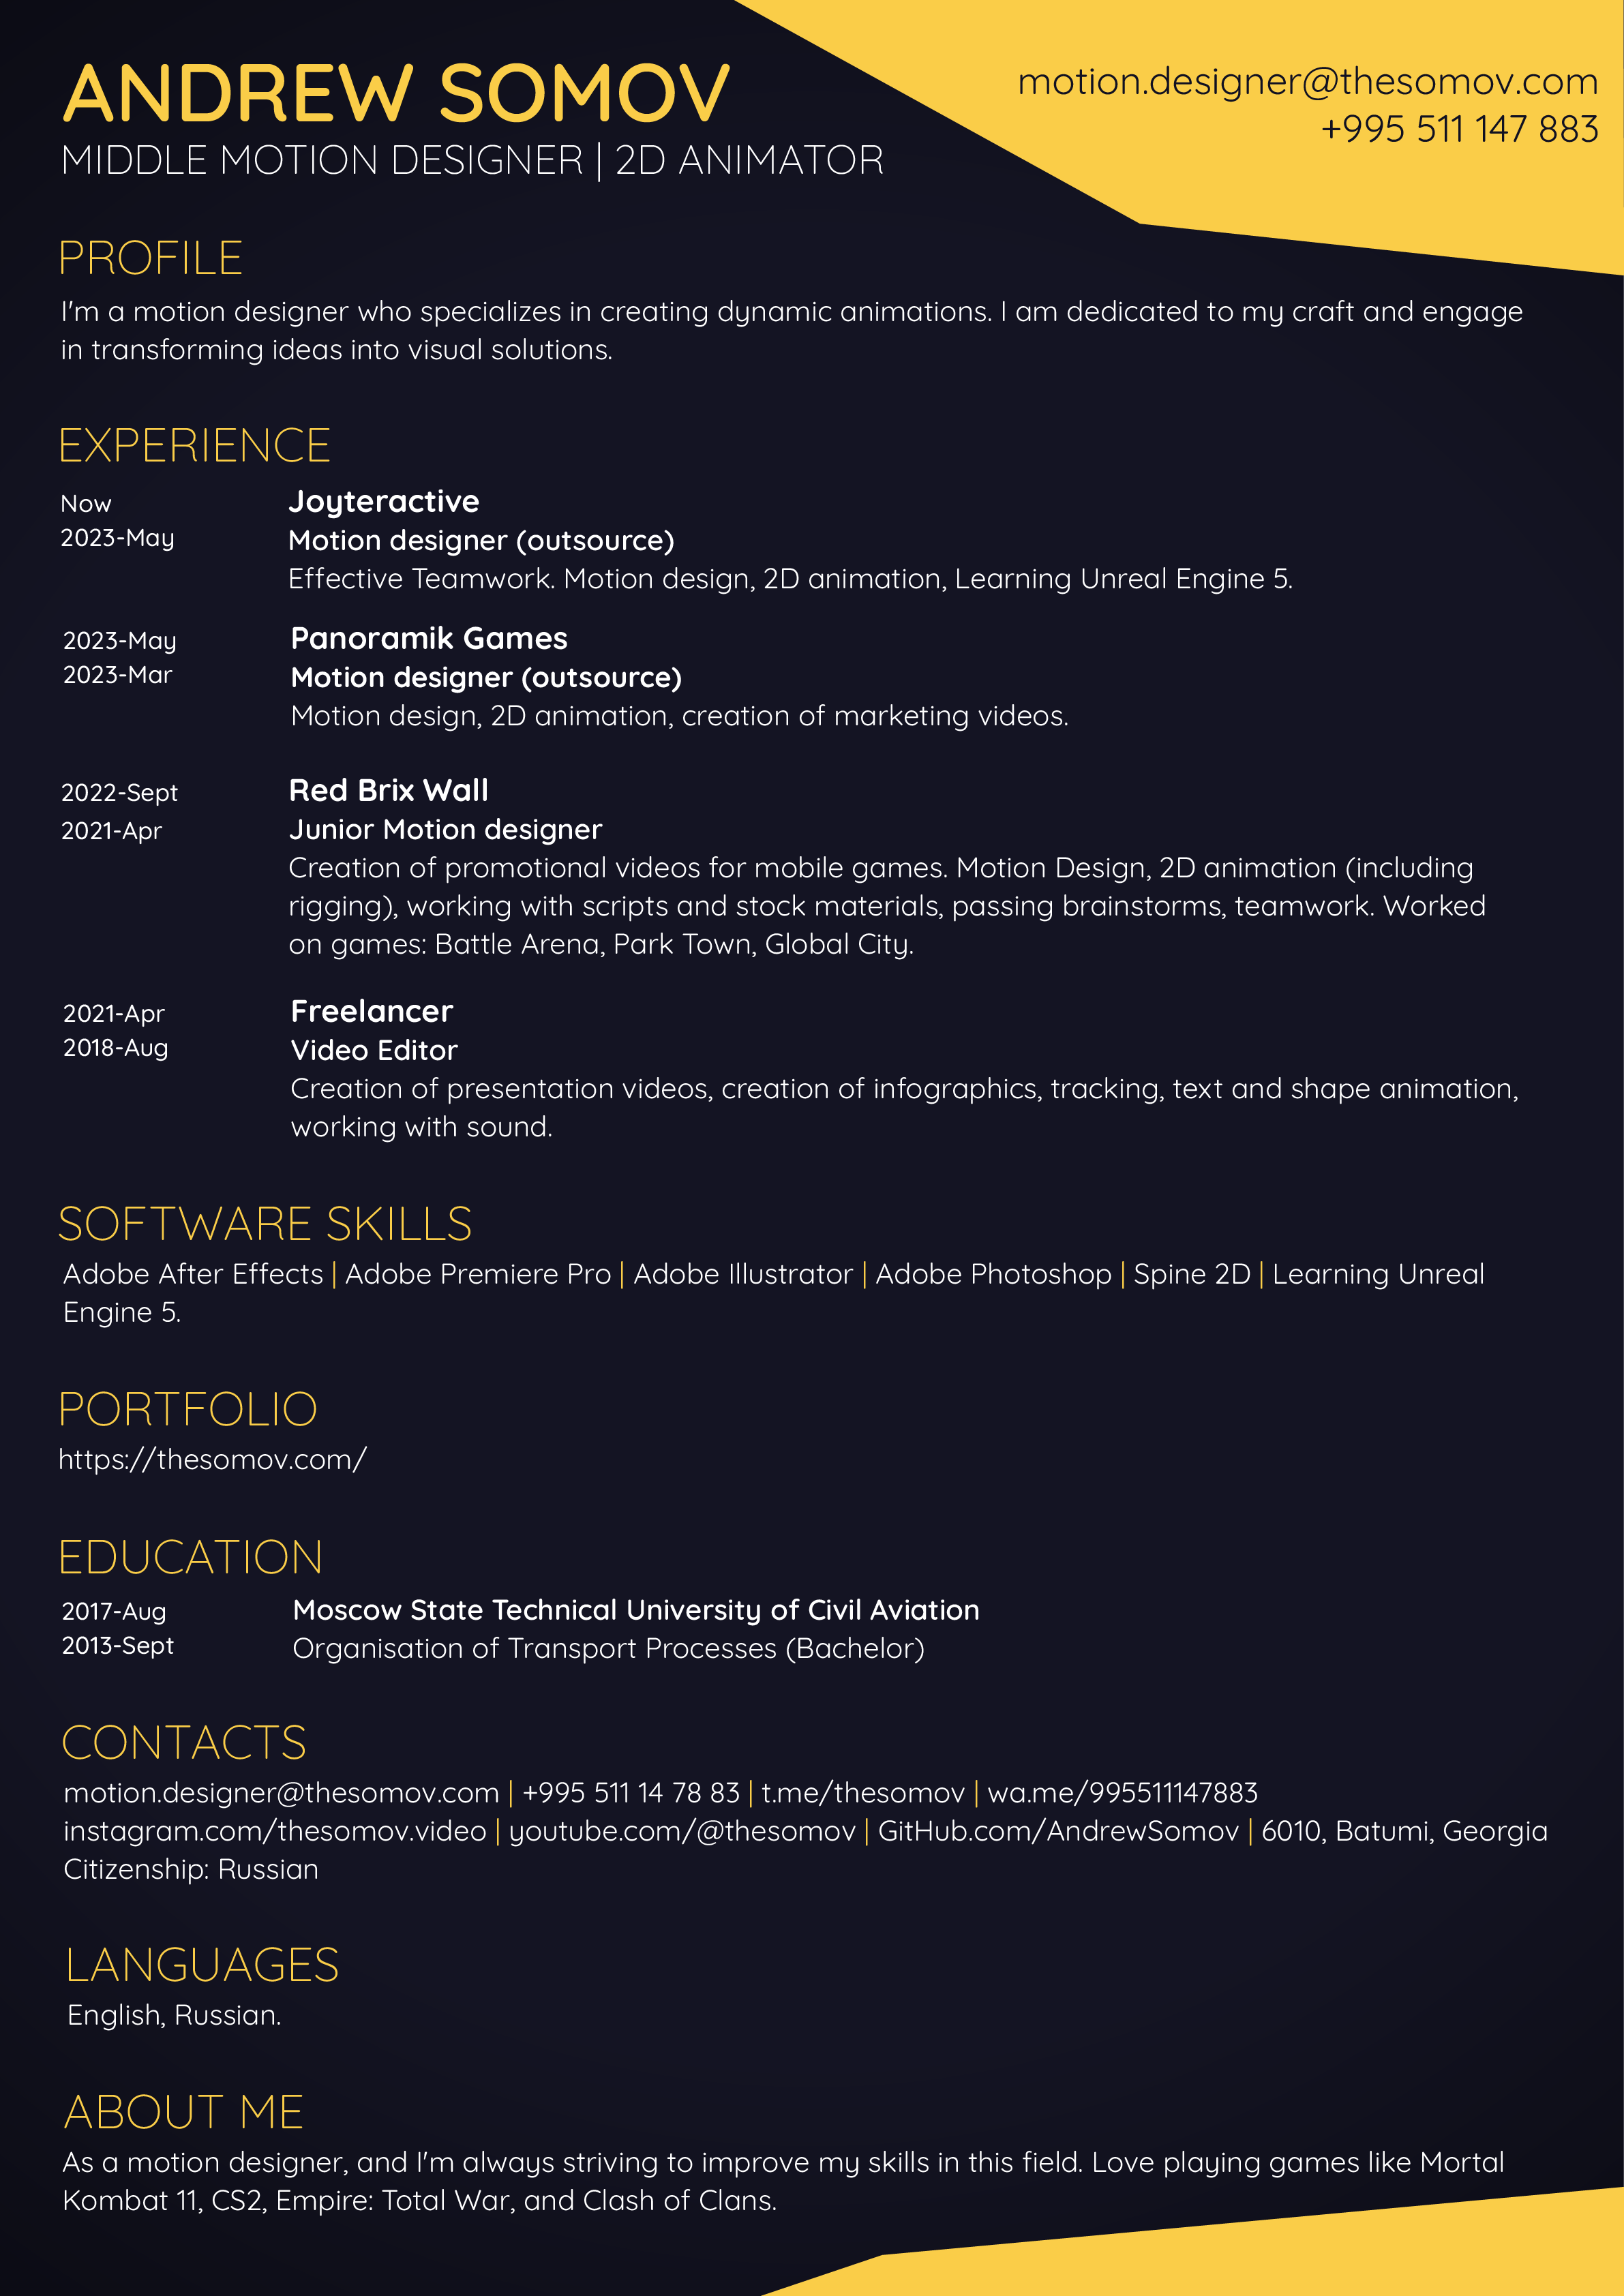 ANDREW SOMOV
MIDDLE MOTION DESIGNER | 2D ANIMATOR
motion.designer@thesomov.com
+995 511 147 883
PROFILE
I'm a motion designer who specializes in creating dynamic animations. I am dedicated to my craft and engage
in transforming ideas into visual solutions.
EXPERIENCE
Now
2023-May
Joyteractive
Motion designer (outsource)
Effective Teamwork. Motion design, 2D animation, Learning Unreal Engine 5.
2023-May
2023-Mar
Panoramik Games
Motion designer (outsource)
Motion design, 2D animation, creation of marketing videos.
2022-Sept
2021-Apr
Red Brix Wall
Junior Motion designer
Creation of promotional videos for mobile games. Motion Design, 2D animation (including
rigging), working with scripts and stock materials, passing brainstorms, teamwork. Worked
on games: Battle Arena, Park Town, Global City.
2021-Apr
2018-Aug
Freelancer
Video Editor
Creation of presentation videos, creation of infographics, tracking, text and shape animation,
working with sound.
SOFTWARE SKILLS
Adobe After Effects | Adobe Premiere Pro | Adobe Illustrator | Adobe Photoshop | Spine 2D | Learning Unreal
Engine 5.
PORTFOLIO
https://thesomov.com/
EDUCATION
2017-Aug
2013-Sept
Moscow State Technical University of Civil Aviation
Organisation of Transport Processes (Bachelor)
CONTACTS
motion.designer@thesomov.com | +995 511 14 78 83 | t.me/thesomov | wa.me/995511147883
instagram.com/thesomov.video | youtube.com/@thesomov | GitHub.com/AndrewSomov | 6010, Batumi, Georgia
Citizenship: Russian
LANGUAGES
English, Russian.
ABOUT ME
As a motion designer, and I'm always striving to improve my skills in this field. Love playing games like Mortal
Kombat 11, CS2, Empire: Total War, and Clash of Clans.